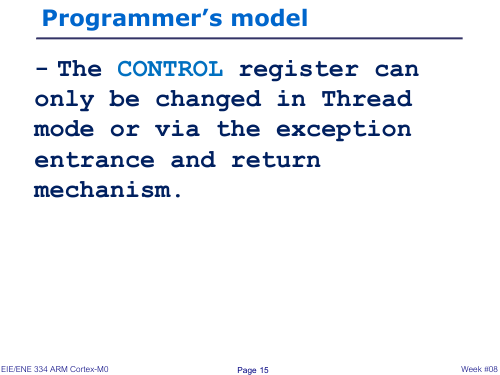 Programmer's model
– The CONTROL register can
only be changed in Thread
mode or via the exception
entrance and return
mechanism.
EIE/ENE 334 ARM Cortex-M0 Page 15 Week #08